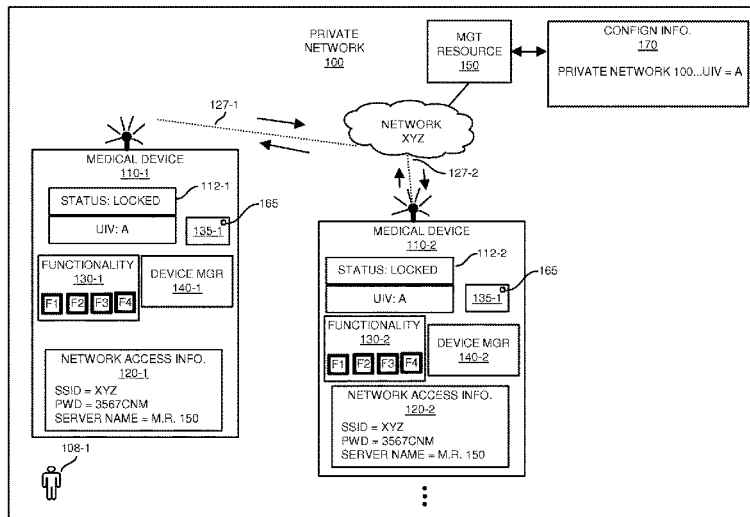 PRIVATE
NETWORK
100
MGT
RESOURCE
150
CONFIGN INFO.
170
PRIVATE NETWORK 100...UIV = A
127-1
NETWORK
XYZ
127-2
MEDICAL DEVICE
110-1
112-1
STATUS: LOCKED
UIV: A
165
135-1
FUNCTIONALITY
130-1
F1 F2 F3 F4
DEVICE MGR
140-1
NETWORK ACCESS INFO.
120-1
SSID = XYZ
PWD = 3567CNM
SERVER NAME = M.R. 150
108-1
MEDICAL DEVICE
110-2
112-2
STATUS: LOCKED
UIV: A
165
135-1
FUNCTIONALITY
130-2
F1 F2 F3 F4
DEVICE MGR
140-2
NETWORK ACCESS INFO.
120-2
SSID = XYZ
PWD = 3567CNM
SERVER NAME = M.R. 150